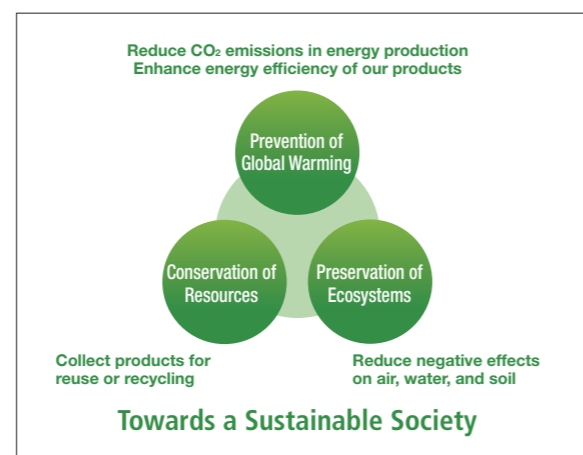 Reduce CO₂ emissions in energy production
Enhance energy efficiency of our products
Prevention of
Global Warming
Conservation of
Resources
Preservation of
Ecosystems
Collect products for
reuse or recycling
Reduce negative effects
on air, water, and soil
Towards a Sustainable Society